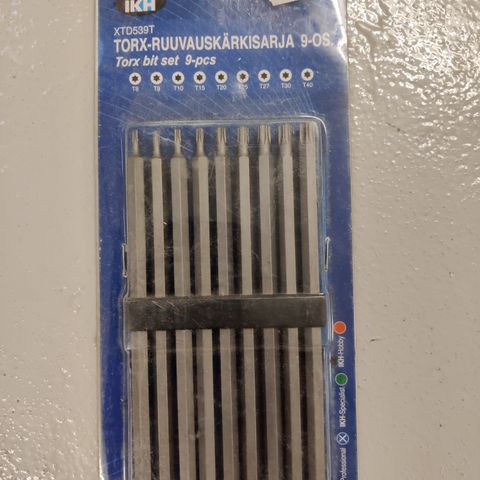 IKH
XTD539T
TORX-RUUVAUSKÄRKISARJA 9-OS.
Torx bit set 9-pcs
T8 T9 T10 T15 T20 T25 T27 T30 T40
IKH-Hobby
IKH-Specialist
Professional